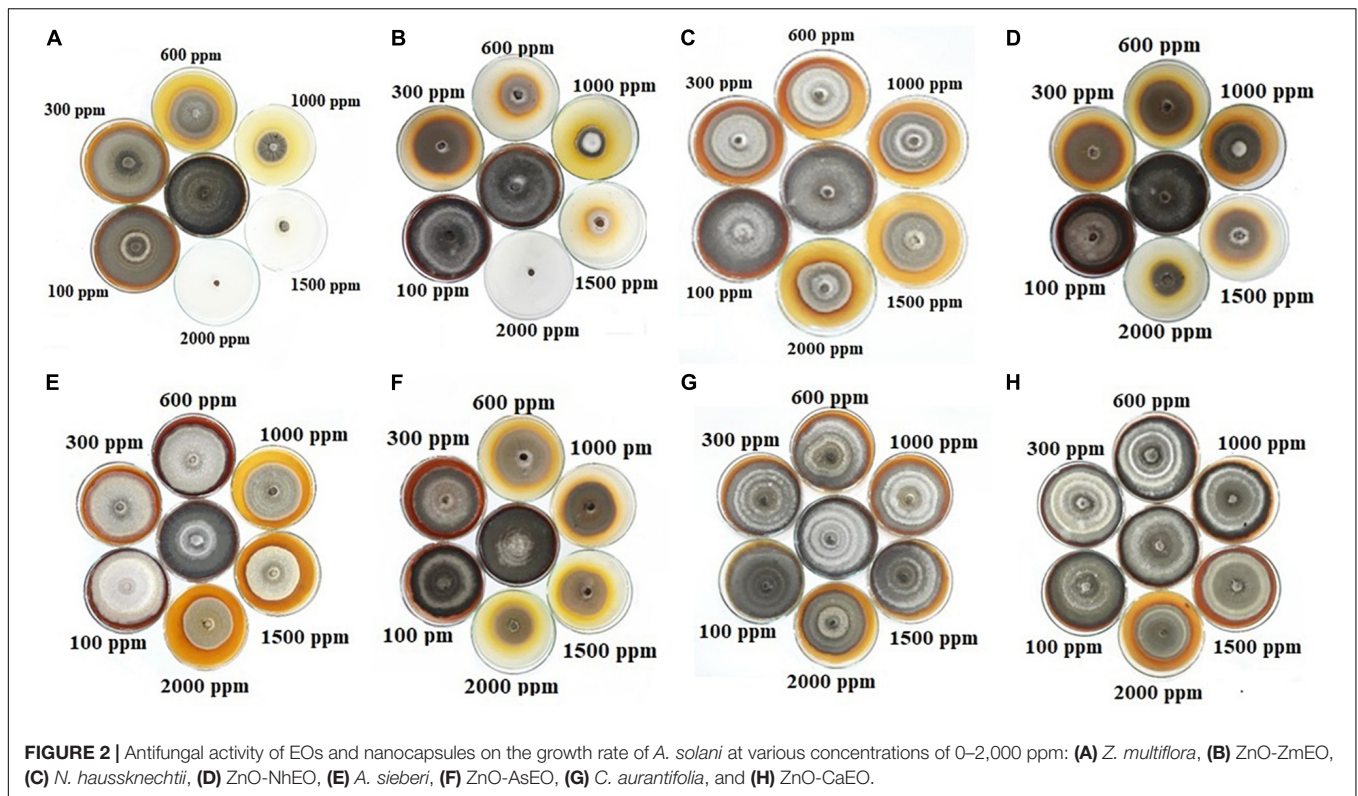 A
600 ppm
300 ppm
1000 ppm
100 ppm
1500 ppm
2000 ppm
B
600 ppm
300 ppm
1000 ppm
100 ppm
1500 ppm
2000 ppm
C
600 ppm
300 ppm
1000 ppm
100 ppm
1500 ppm
2000 ppm
D
600 ppm
300 ppm
1000 ppm
100 ppm
1500 ppm
2000 ppm
E
600 ppm
300 ppm
1000 ppm
100 ppm
1500 ppm
2000 ppm
F
600 ppm
300 ppm
1000 pm
100 pm
1500 ppm
2000 ppm
G
600 ppm
300 ppm
1000 ppm
100 ppm
1500 ppm
2000 ppm
H
600 ppm
300 ppm
1000 ppm
100 ppm
1500 ppm
2000 ppm
FIGURE 2 | Antifungal activity of EOs and nanocapsules on the growth rate of A. solani at various concentrations of 0–2,000 ppm: (A) Z. multiflora, (B) ZnO-ZmEO,
(C) N. haussknechtii, (D) ZnO-NhEO, (E) A. sieberi, (F) ZnO-AsEO, (G) C. aurantifolia, and (H) ZnO-CaEO.